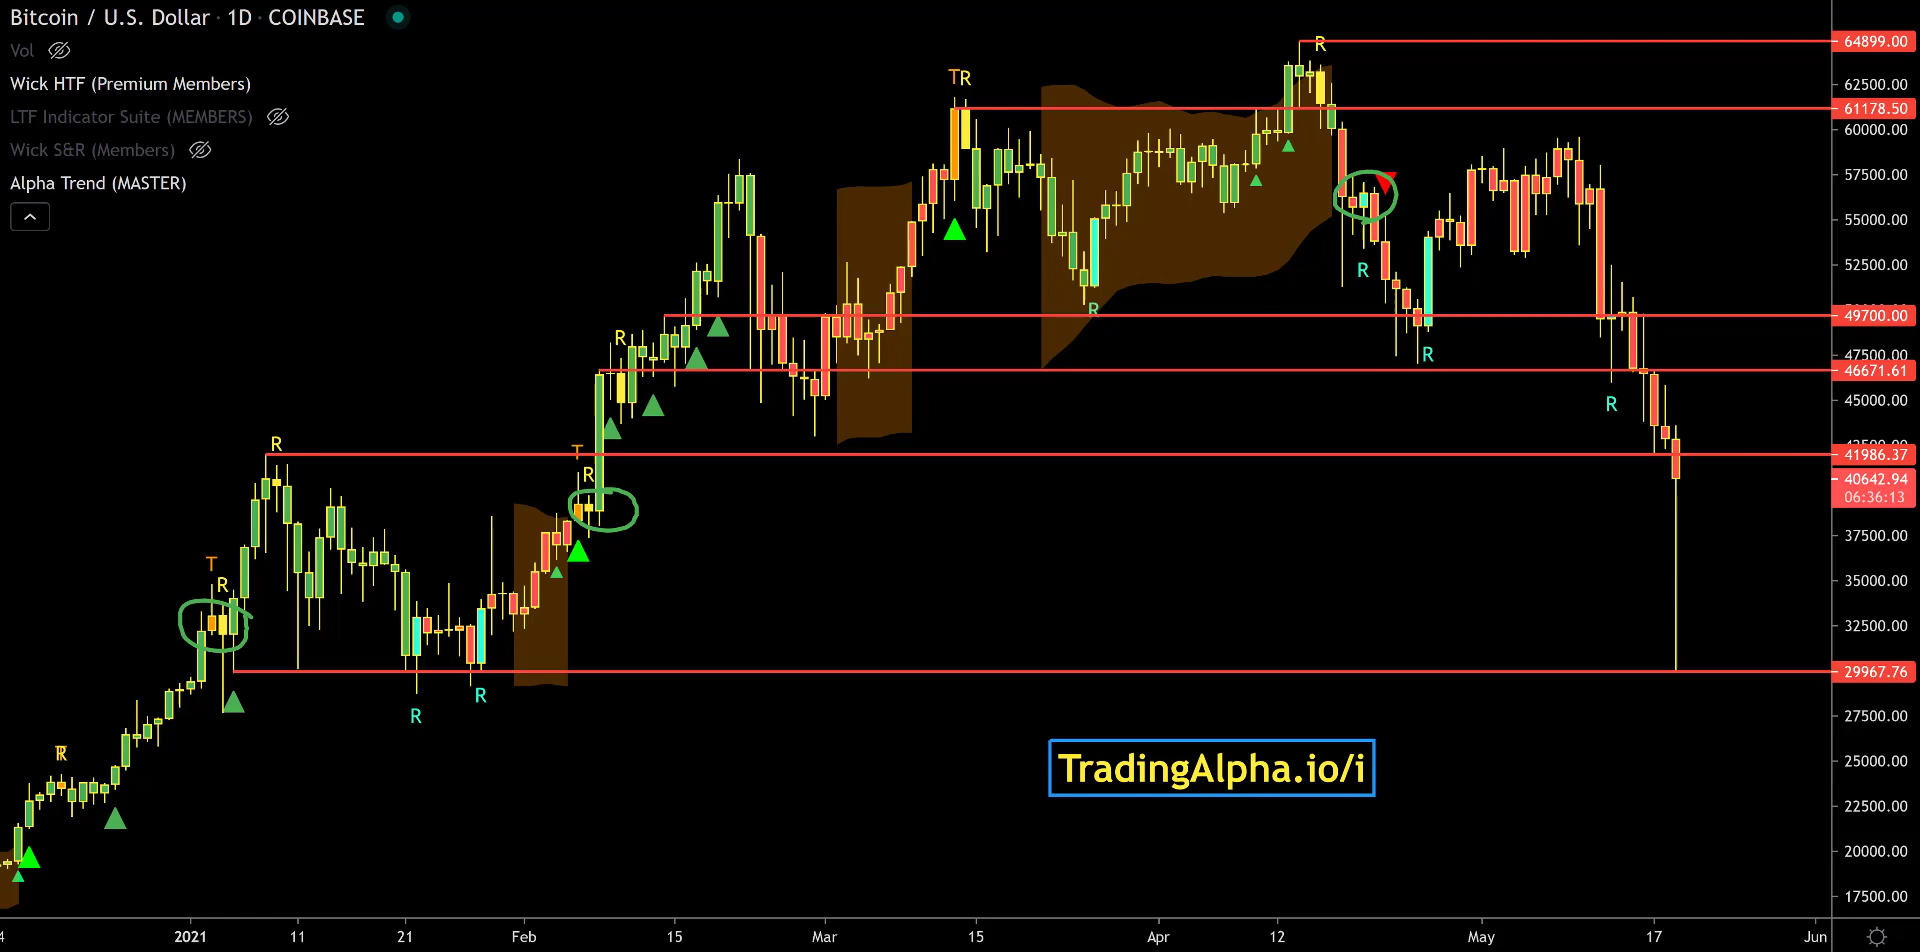 Bitcoin / U.S. Dollar · 1D · COINBASE
Vol
Wick HTF (Premium Members)
LTF Indicator Suite (MEMBERS)
Wick S&R (Members)
Alpha Trend (MASTER)
R
TR
R
R
R
T
R
R
R
R
R
T
R
R
R
TradingAlpha.io/i
64899.00
62500.00
61178.50
60000.00
57500.00
55000.00
52500.00
49700.00
47500.00
46671.61
45000.00
41986.37
40642.94
06:36:13
37500.00
35000.00
32500.00
29967.76
27500.00
25000.00
22500.00
20000.00
17500.00
4 2021 11 21 Feb 15 Mar 15 Apr 12 May 17 Jun